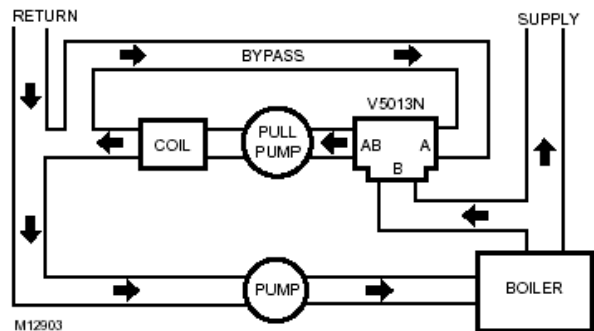 RETURN
SUPPLY
BYPASS
V5013N
COIL
PULL
PUMP
AB
A
B
PUMP
BOILER
M12903